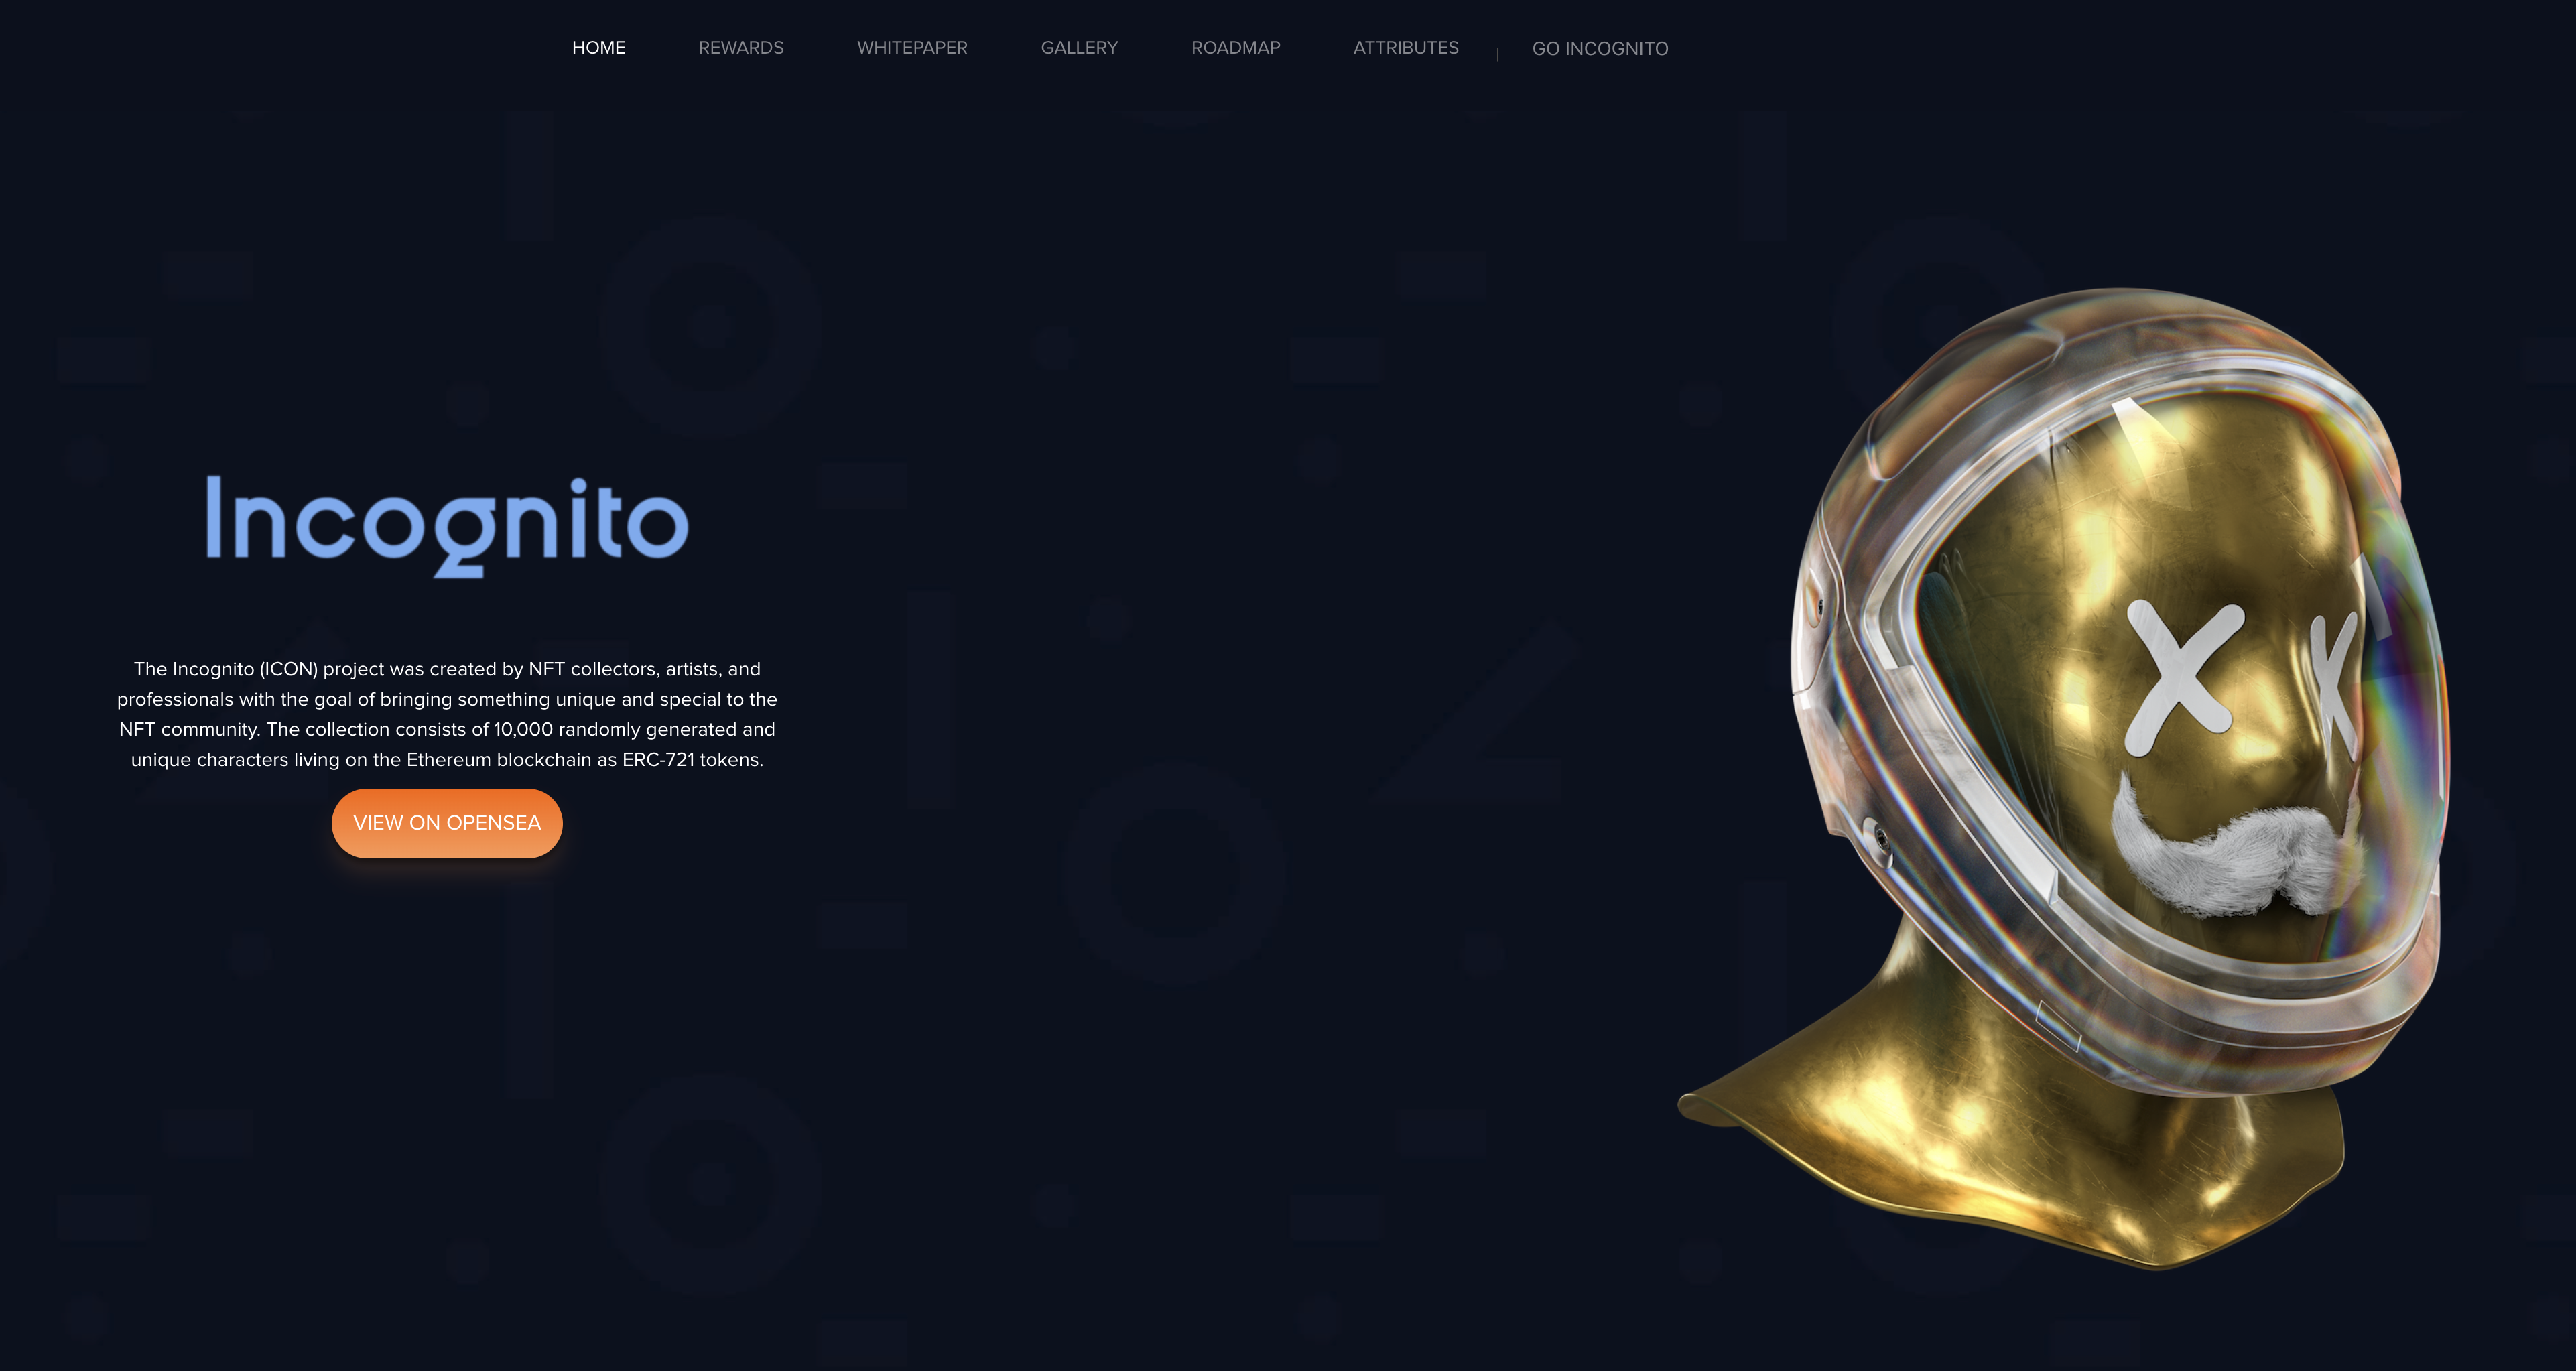 HOME REWARDS WHITEPAPER GALLERY ROADMAP ATTRIBUTES | GO INCOGNITO
Incognito
The Incognito (ICON) project was created by NFT collectors, artists, and
professionals with the goal of bringing something unique and special to the
NFT community. The collection consists of 10,000 randomly generated and
unique characters living on the Ethereum blockchain as ERC-721 tokens.
VIEW ON OPENSEA